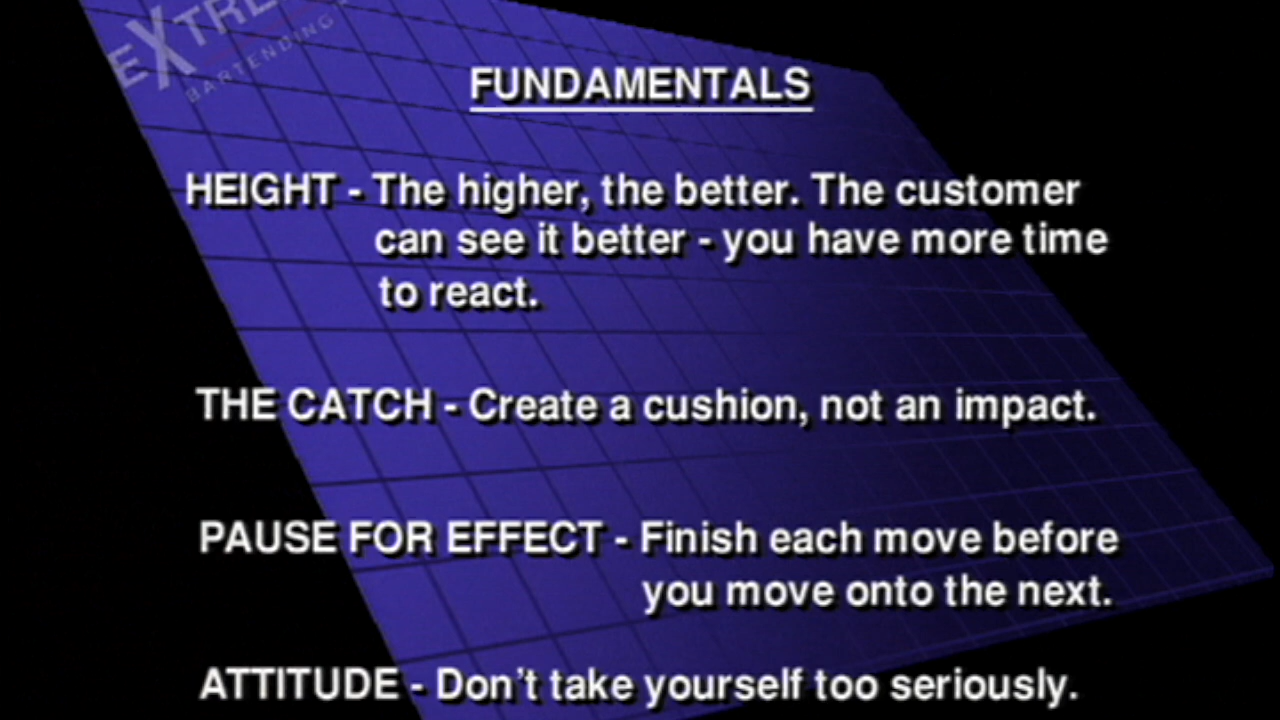 EXTRE
BARTENDING
FUNDAMENTALS
HEIGHT - The higher, the better. The customer
can see it better - you have more time
to react.
THE CATCH - Create a cushion, not an impact.
PAUSE FOR EFFECT - Finish each move before
you move onto the next.
ATTITUDE - Don't take yourself too seriously.